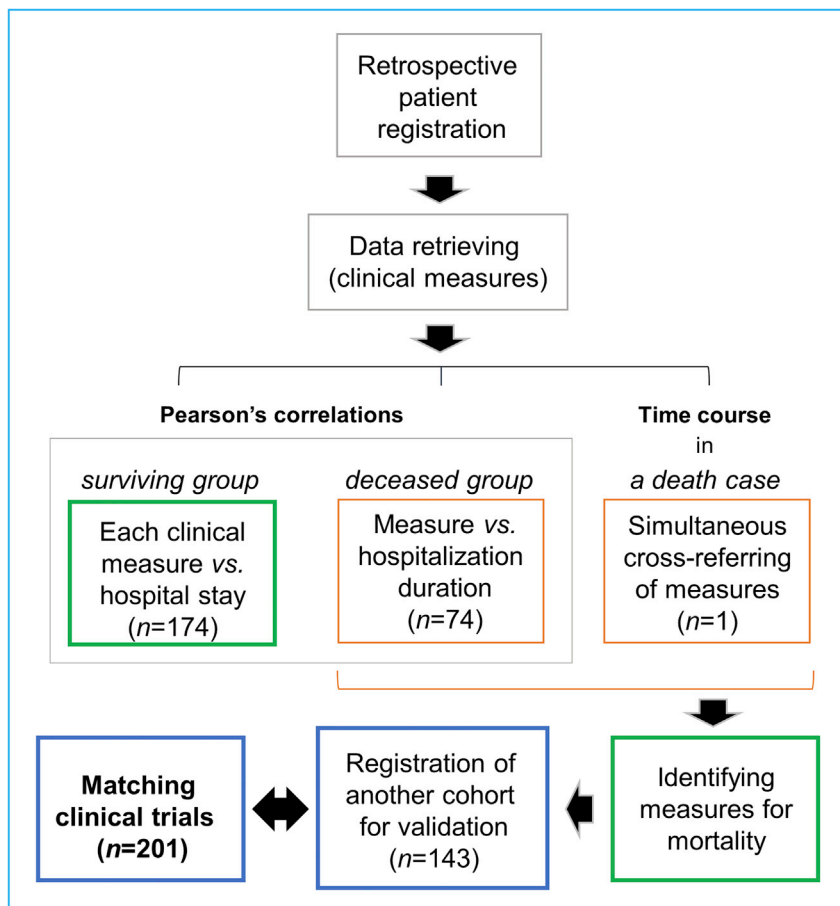 Retrospective
patient
registration
Data retrieving
(clinical measures)
Pearson's correlations
Time course
in
surviving group
deceased group
a death case
Each clinical
measure vs.
hospital stay
(n=174)
Measure vs.
hospitalization
duration
(n=74)
Simultaneous
cross-referring
of measures
(n=1)
Matching
clinical trials
(n=201)
Registration of
another cohort
for validation
(n=143)
Identifying
measures for
mortality